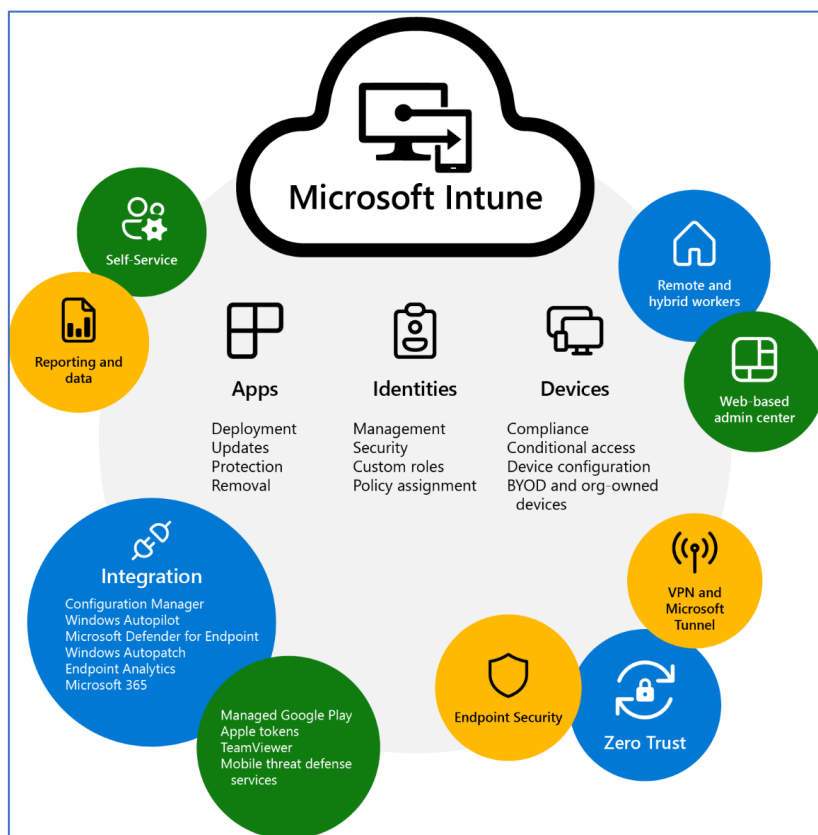 Microsoft Intune
Self-Service
Reporting and
data
Remote and
hybrid workers
Web-based
admin center
Apps
Deployment
Updates
Protection
Removal
Identities
Management
Security
Custom roles
Policy assignment
Devices
Compliance
Conditional access
Device configuration
BYOD and org-owned
devices
Integration
Configuration Manager
Windows Autopilot
Microsoft Defender for Endpoint
Windows Autopatch
Endpoint Analytics
Microsoft 365
Managed Google Play
Apple tokens
TeamViewer
Mobile threat defense
services
Endpoint Security
VPN and
Microsoft
Tunnel
Zero Trust